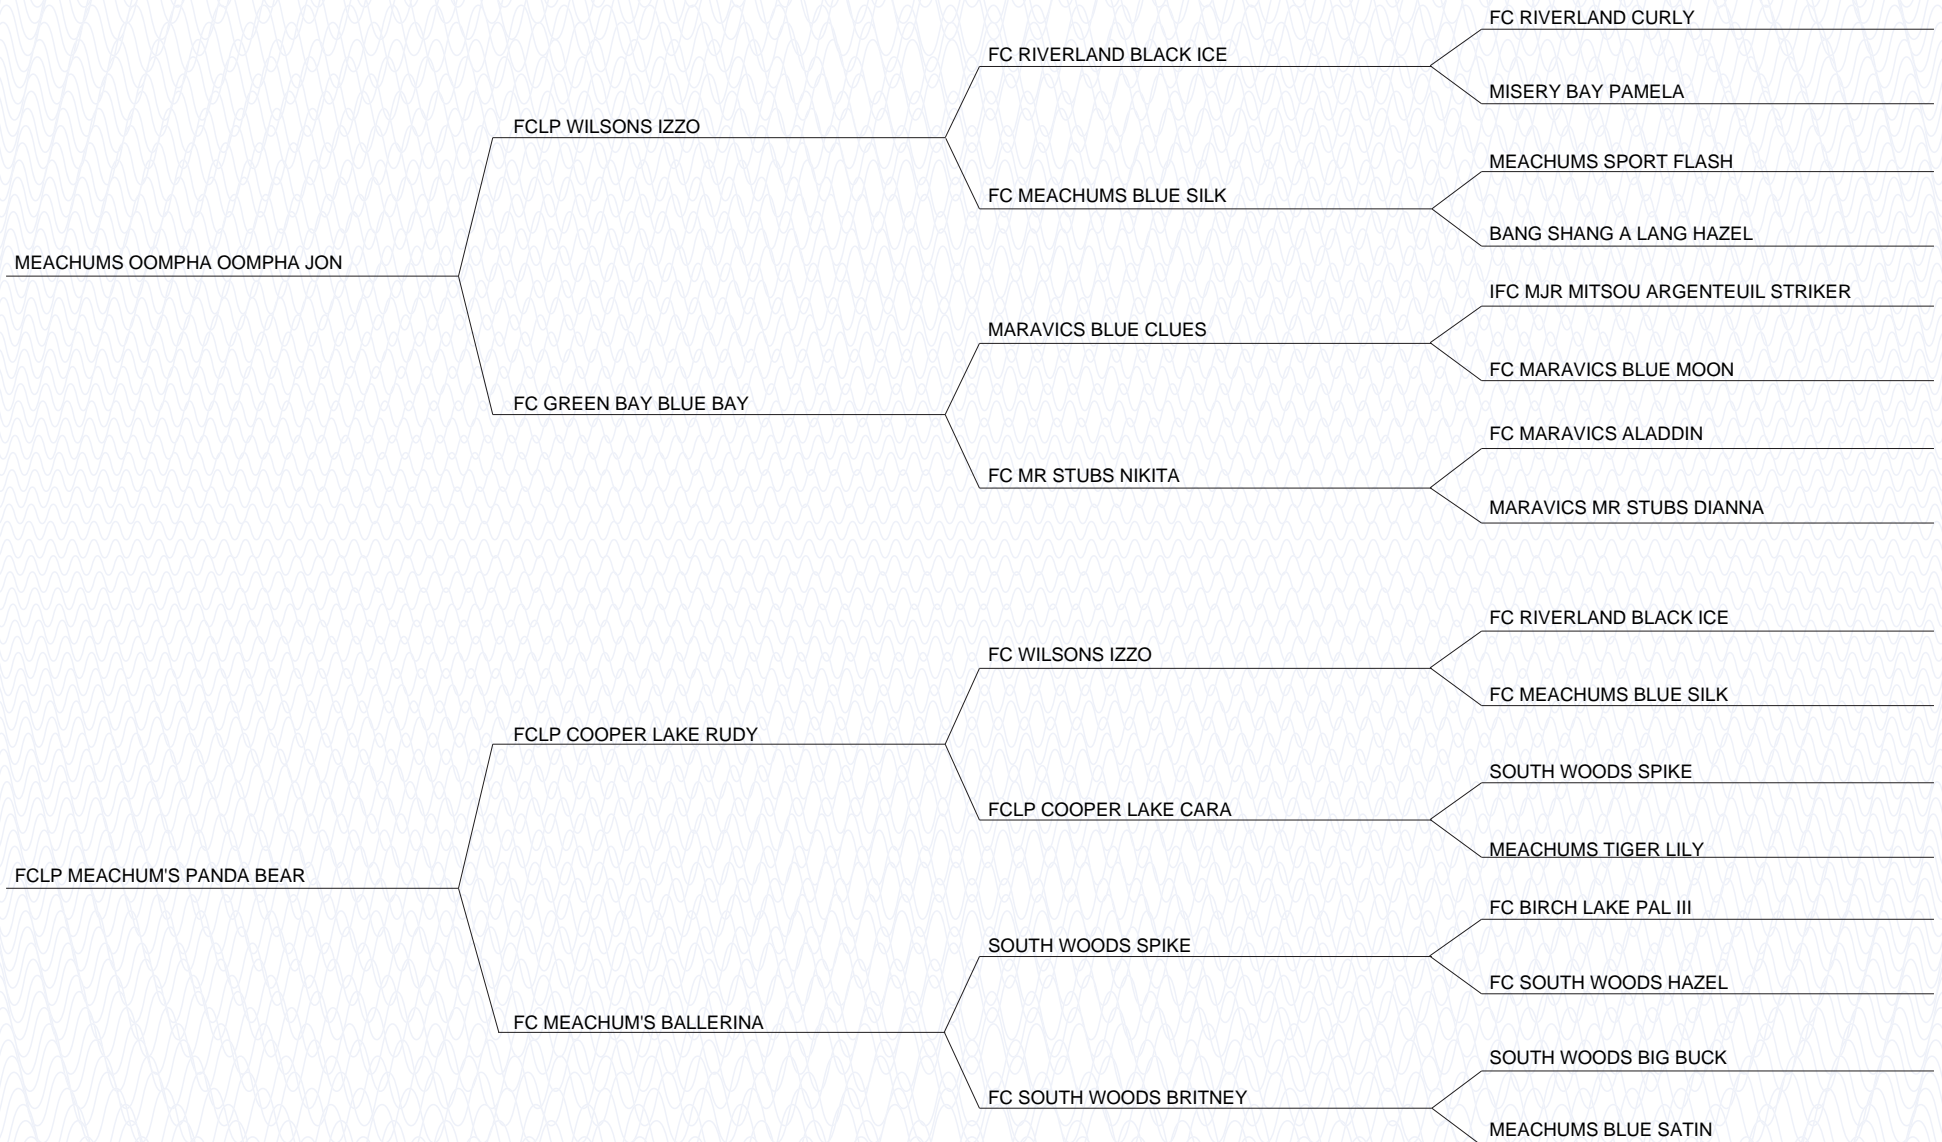 FC RIVERLAND CURLY
FC RIVERLAND BLACK ICE
MISERY BAY PAMELA
FCLP WILSONS IZZO
MEACHUMS SPORT FLASH
FC MEACHUMS BLUE SILK
BANG SHANG A LANG HAZEL
MEACHUMS OOMPHA OOMPHA JON
IFC MJR MITSOU ARGENTEUIL STRIKER
MARAVICS BLUE CLUES
FC MARAVICS BLUE MOON
FC GREEN BAY BLUE BAY
FC MARAVICS ALADDIN
FC MR STUBS NIKITA
MARAVICS MR STUBS DIANNA
FC RIVERLAND BLACK ICE
FC WILSONS IZZO
FC MEACHUMS BLUE SILK
FCLP COOPER LAKE RUDY
SOUTH WOODS SPIKE
FCLP COOPER LAKE CARA
MEACHUMS TIGER LILY
FCLP MEACHUM'S PANDA BEAR
FC BIRCH LAKE PAL III
SOUTH WOODS SPIKE
FC SOUTH WOODS HAZEL
FC MEACHUM'S BALLERINA
SOUTH WOODS BIG BUCK
FC SOUTH WOODS BRITNEY
MEACHUMS BLUE SATIN